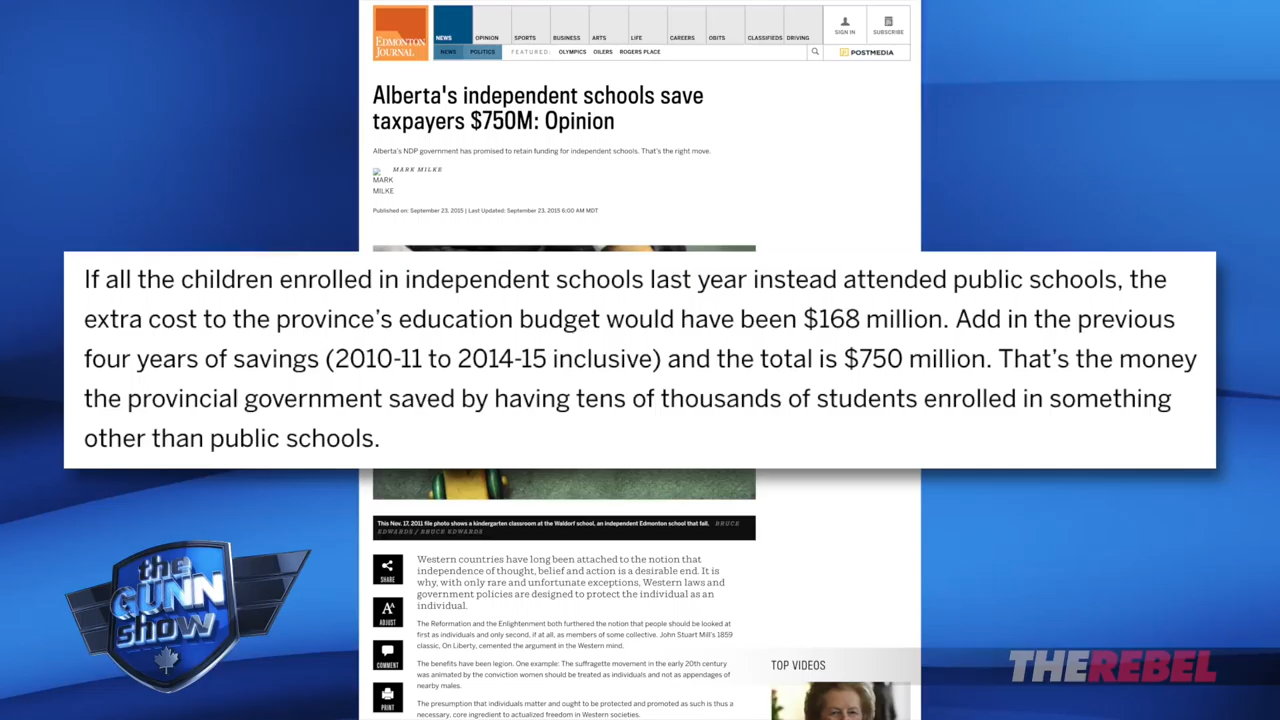 EDMONTON
JOURNAL
NEWS
OPINION
SPORTS
BUSINESS
ARTS
LIFE
CAREERS
OBITS
CLASSIFIEDS
DRIVING
SIGN IN
SUBSCRIBE
NEWS
POLITICS
FEATURED:
OLYMPICS
OILERS
ROGERS PLACE
POSTMEDIA
Alberta's independent schools save
taxpayers $750M: Opinion
Alberta's NDP government has promised to retain funding for independent schools. That's the right move.
MARK MILKE
MARK
MILKE
Published on: September 23, 2015 | Last Updated: September 23, 2015 6:00 AM MDT
If all the children enrolled in independent schools last year instead attended public schools, the
extra cost to the province's education budget would have been $168 million. Add in the previous
four years of savings (2010-11 to 2014-15 inclusive) and the total is $750 million. That's the money
the provincial government saved by having tens of thousands of students enrolled in something
other than public schools.
This Nov. 17, 2011 file photo shows a kindergarten classroom at the Waldorf school, an independent Edmonton school that fall. BRUCE
EDWARDS / BRUCE EDWARDS
SHARE
ADJUST
COMMENT
PRINT
Western countries have long been attached to the notion that
independence of thought, belief and action is a desirable end. It is
why, with only rare and unfortunate exceptions, Western laws and
government policies are designed to protect the individual as an
individual.
The Reformation and the Enlightenment both furthered the notion that people should be looked at
first as individuals and only second, if at all, as members of some collective. John Stuart Mill's 1859
classic, On Liberty, cemented the argument in the Western mind.
The benefits have been legion. One example: The suffragette movement in the early 20th century
was animated by the conviction women should be treated as individuals and not as appendages of
nearby males.
The presumption that individuals matter and ought to be protected and promoted as such is thus a
necessary, core ingredient to actualized freedom in Western societies.
TOP VIDEOS
the
GUNN
show
THE REBEL